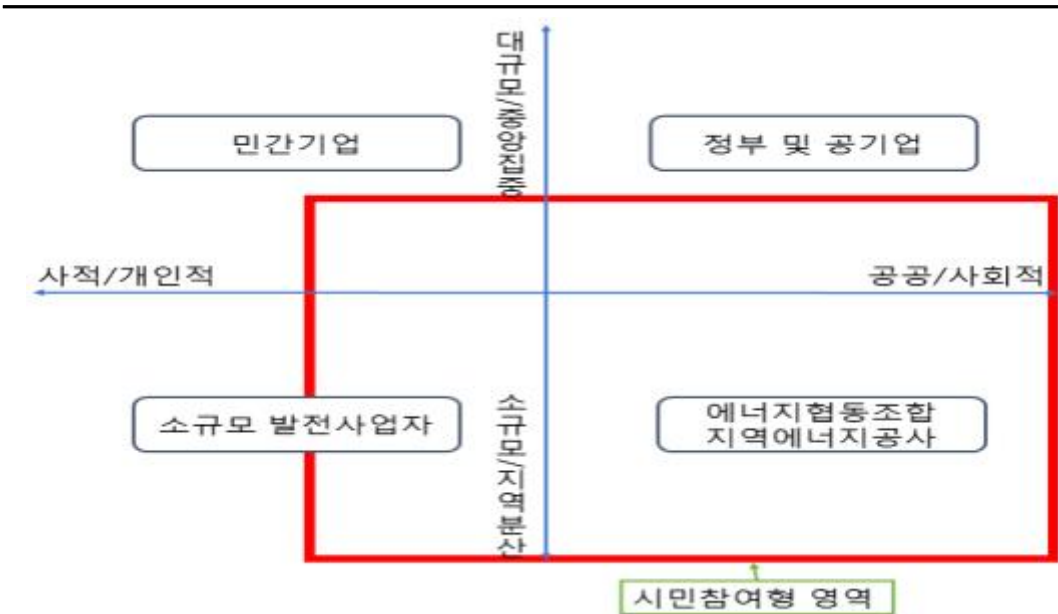 대규모/중앙집중
민간기업
정부 및 공기업
사적/개인적
공공/사회적
소규모 발전사업자
소규모/지역분산
에너지협동조합
지역에너지공사
시민참여형 영역